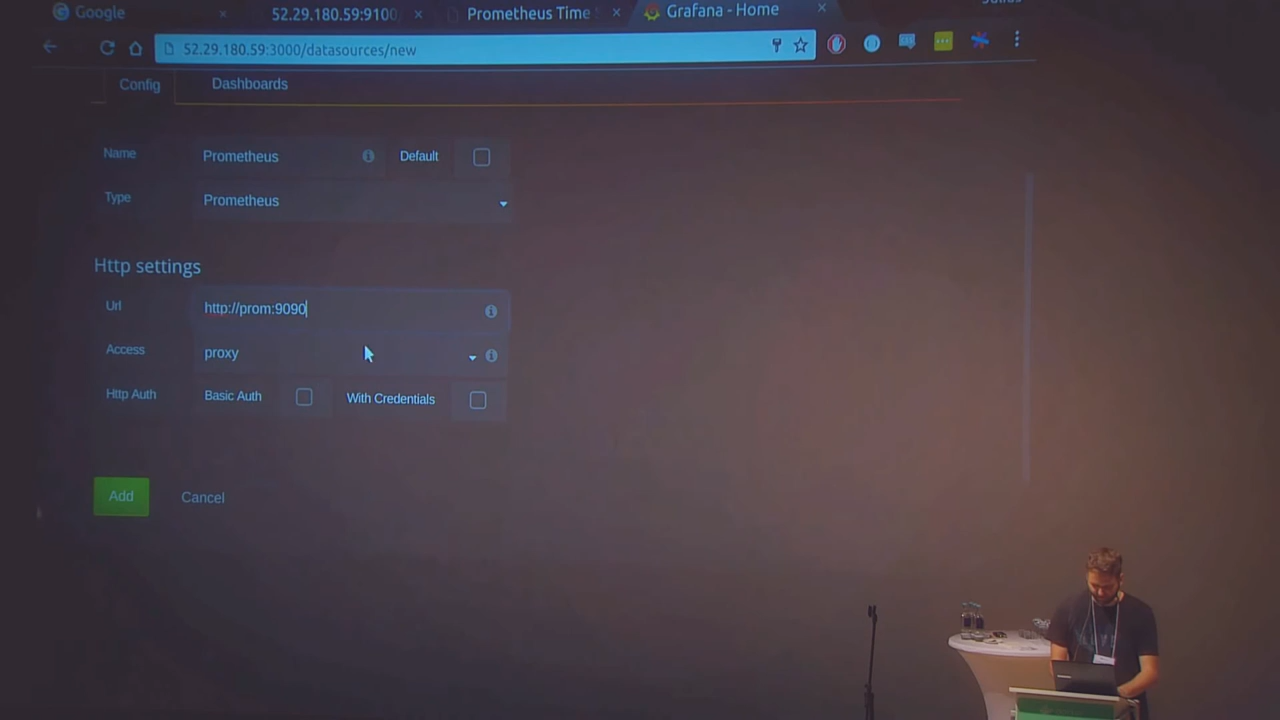 Google
52.29.180.59:9100
Prometheus Time
Grafana - Home
52.29.180.59:3000/datasources/new
Config
Dashboards
Name
Prometheus
Default
Type
Prometheus
Http settings
Url
http://prom:9090
Access
proxy
Http Auth
Basic Auth
With Credentials
Add
Cancel